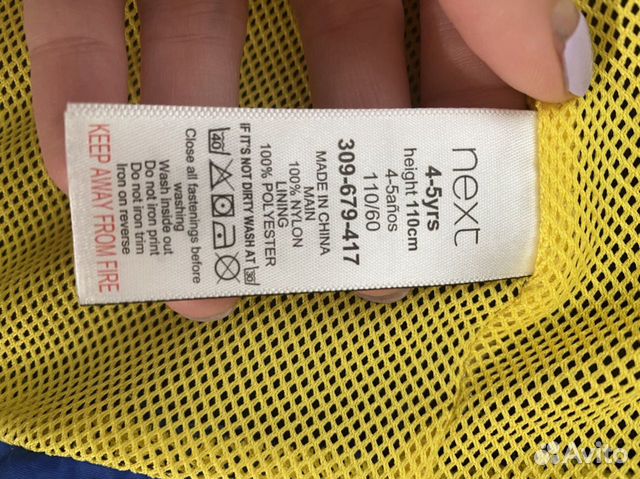 next
4-5yrs
height 110cm
4-5años
110/60
309-679-417
MADE IN CHINA
MAIN
100% NYLON
LINING
100% POLYESTER
IF IT'S NOT DIRTY WASH AT 30
40
Close all fastenings before
washing
Wash inside out
Do not iron print
Do not iron trim
Iron on reverse
KEEP AWAY FROM FIRE
Avito